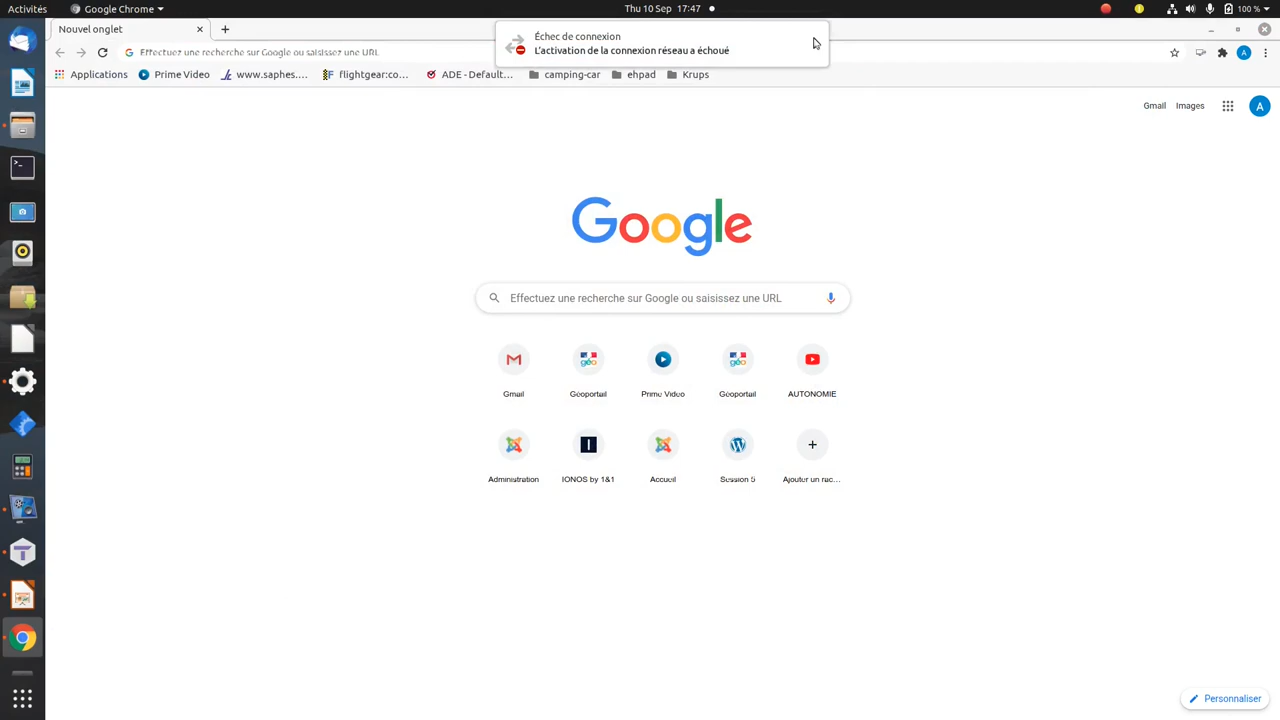 Activités
Google Chrome
Thu 10 Sep 17:47
100 %
Nouvel onglet
Échec de connexion
L'activation de la connexion réseau a échoué
Effectuez une recherche sur Google ou saisissez une URL
A
Applications
Prime Video
www.saphes...
flightgear:co...
ADE - Default...
camping-car
ehpad
Krups
Gmail
Images
A
Google
Effectuez une recherche sur Google ou saisissez une URL
Gmail
Géoportail
Prime Video
Géoportail
AUTONOMIE
Administration
IONOS by 1&1
Accueil
Session 5
Ajouter un rac...
Personnaliser